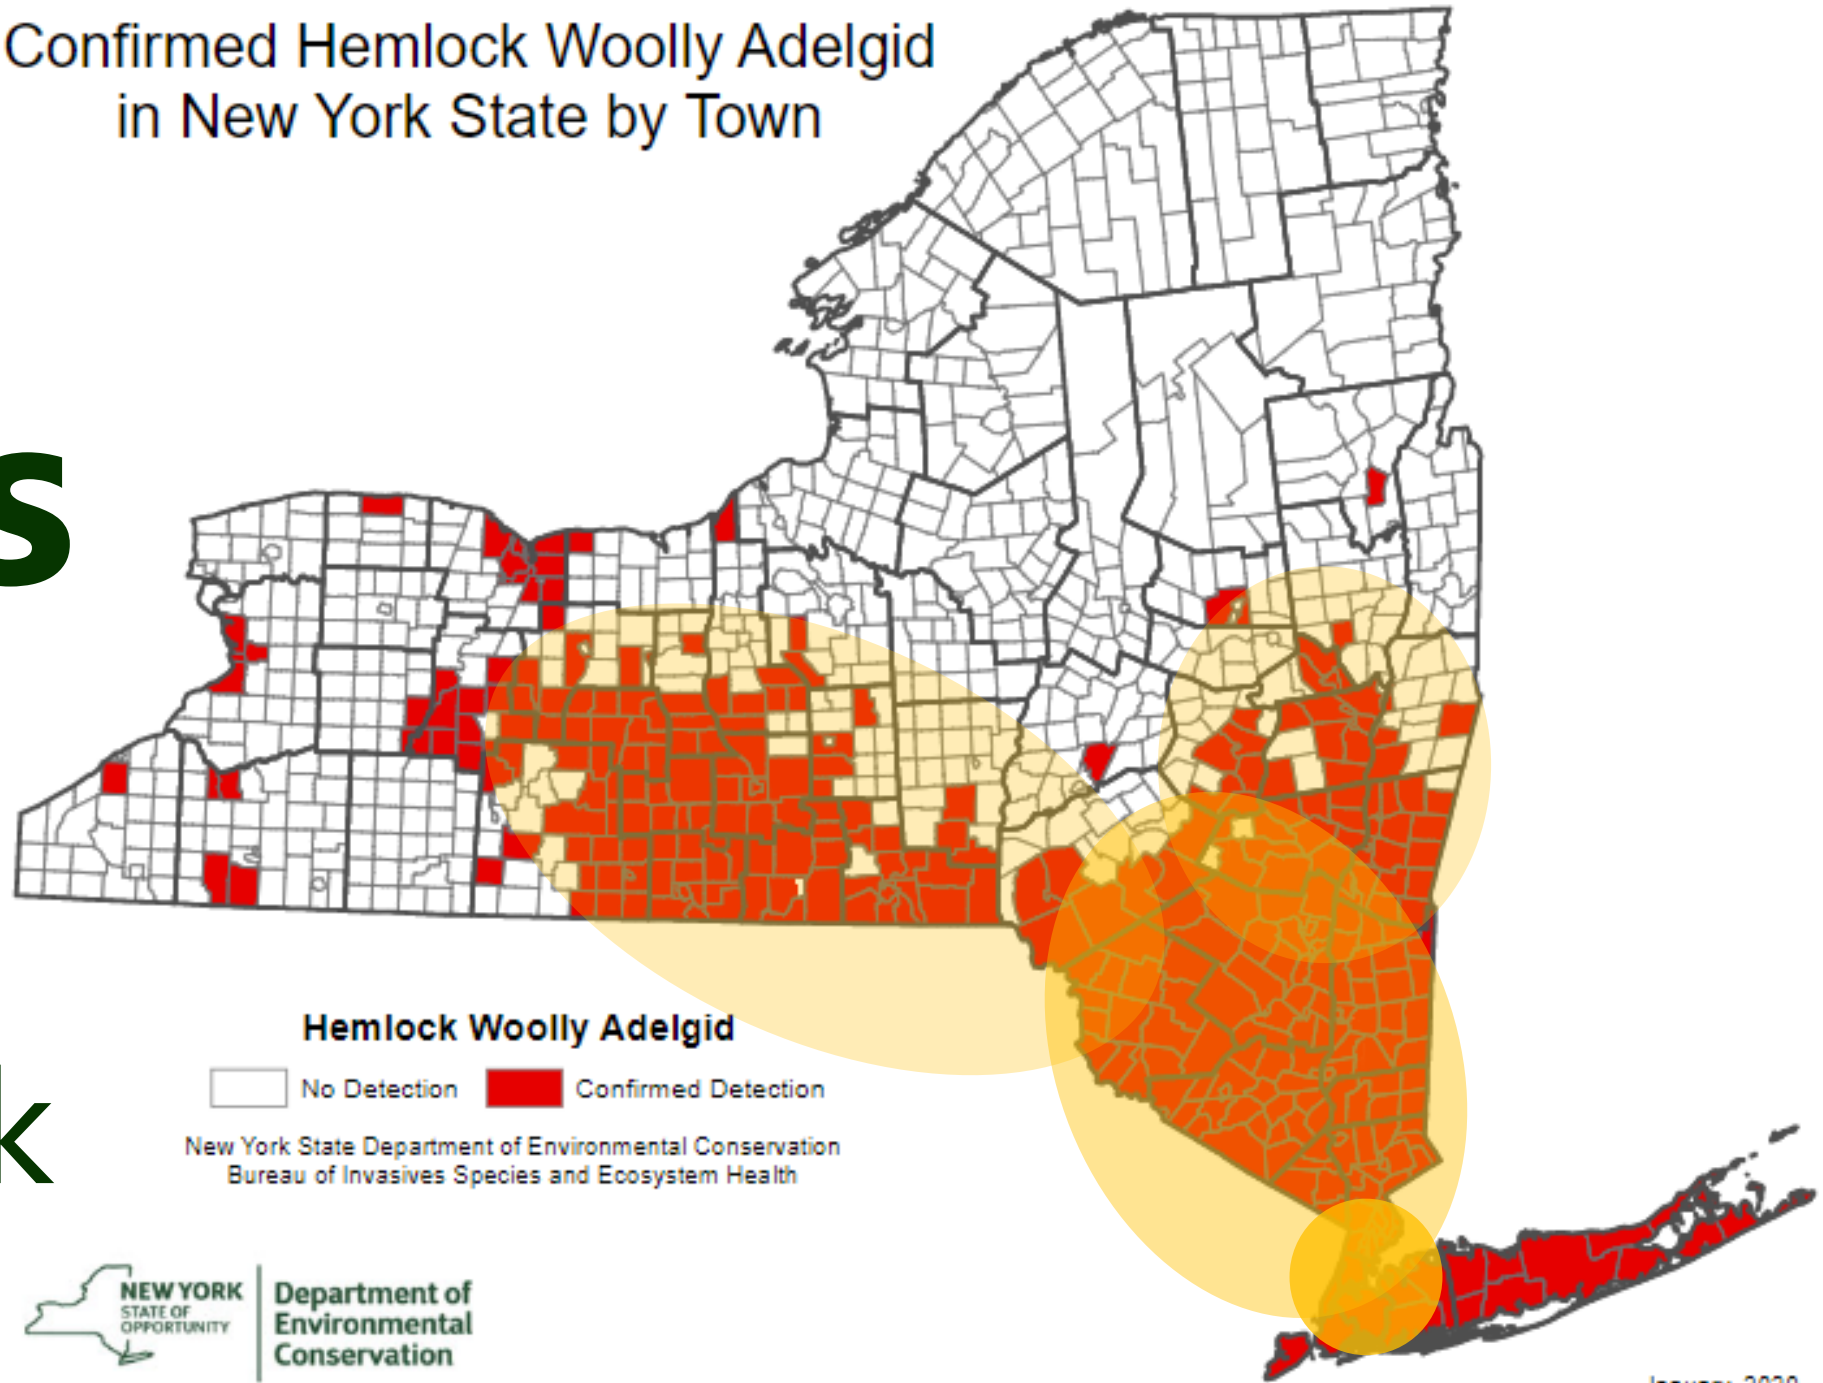 Confirmed Hemlock Woolly Adelgid
in New York State by Town
s
k
Hemlock Woolly Adelgid
No Detection
Confirmed Detection
New York State Department of Environmental Conservation
Bureau of Invasives Species and Ecosystem Health
NEW YORK
STATE OF
OPPORTUNITY
Department of
Environmental
Conservation
January, 2020